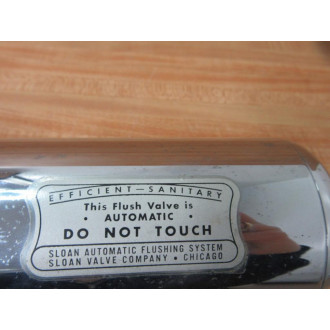 EFFICIENT—SANITARY
This Flush Valve is
• AUTOMATIC •
DO NOT TOUCH
SLOAN AUTOMATIC FLUSHING SYSTEM
SLOAN VALVE COMPANY • CHICAGO